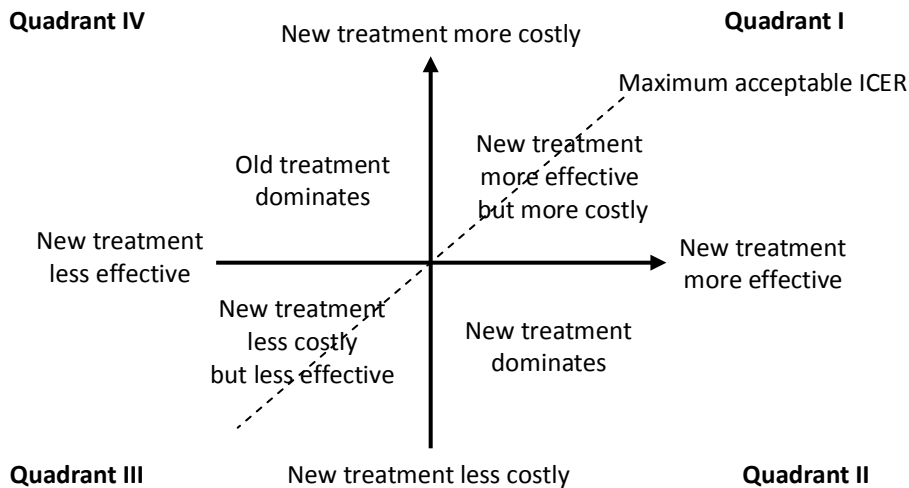 Quadrant IV
New treatment more costly
Quadrant I
Maximum acceptable ICER
Old treatment
dominates
New treatment
more effective
but more costly
New treatment
less effective
New treatment
more effective
New treatment
less costly
but less effective
New treatment
dominates
Quadrant III
New treatment less costly
Quadrant II